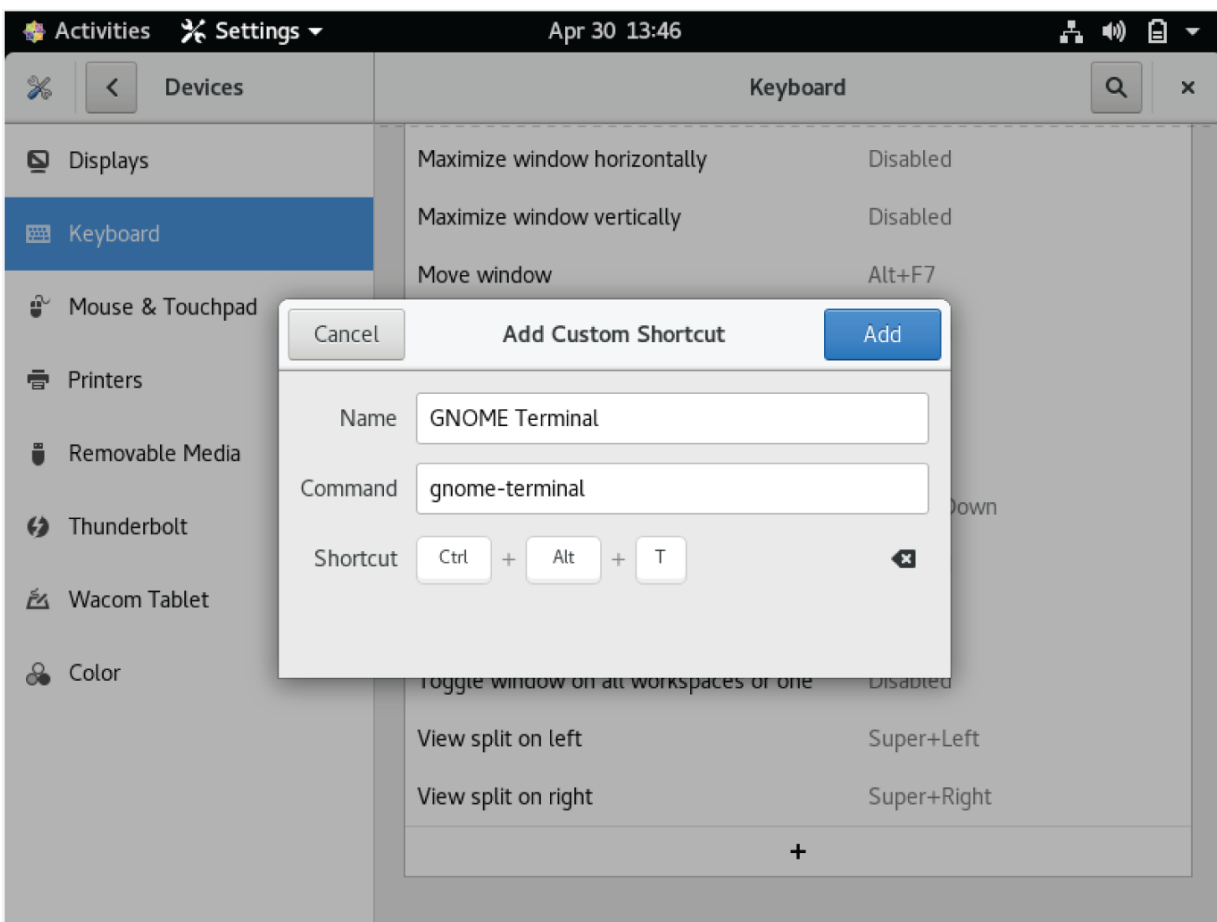 Activities Settings Apr 30 13:46
Devices Keyboard
Displays
Keyboard
Mouse & Touchpad
Printers
Removable Media
Thunderbolt
Wacom Tablet
Color
Maximize window horizontally Disabled
Maximize window vertically Disabled
Move window Alt+F7
Cancel Add Custom Shortcut Add
Name GNOME Terminal
Command gnome-terminal
Shortcut Ctrl + Alt + T
Down
Toggle window on all workspaces or one Disabled
View split on left Super+Left
View split on right Super+Right
+